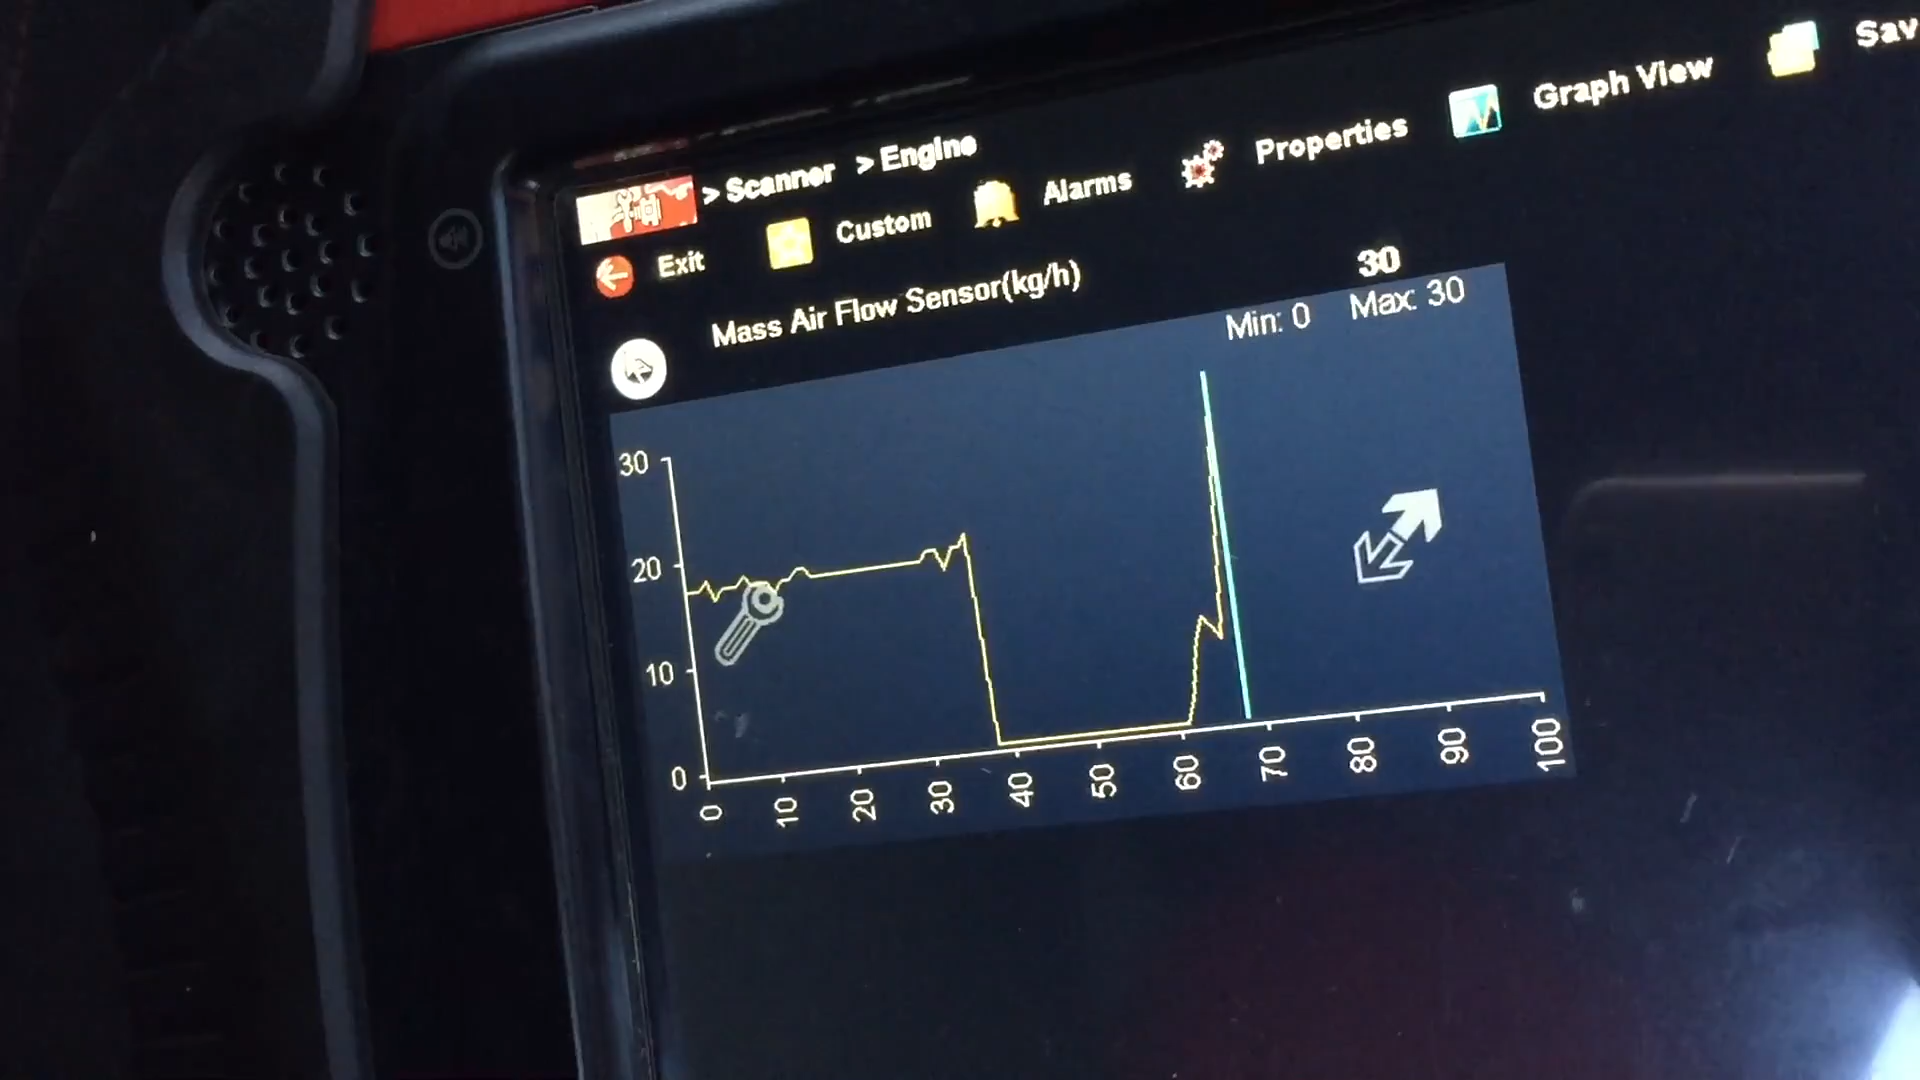 > Scanner > Engine
Exit Custom Alarms Properties Graph View Sav
Mass Air Flow Sensor(kg/h) 30
Min: 0 Max: 30
30
20
10
0
0 10 20 30 40 50 60 70 80 90 100